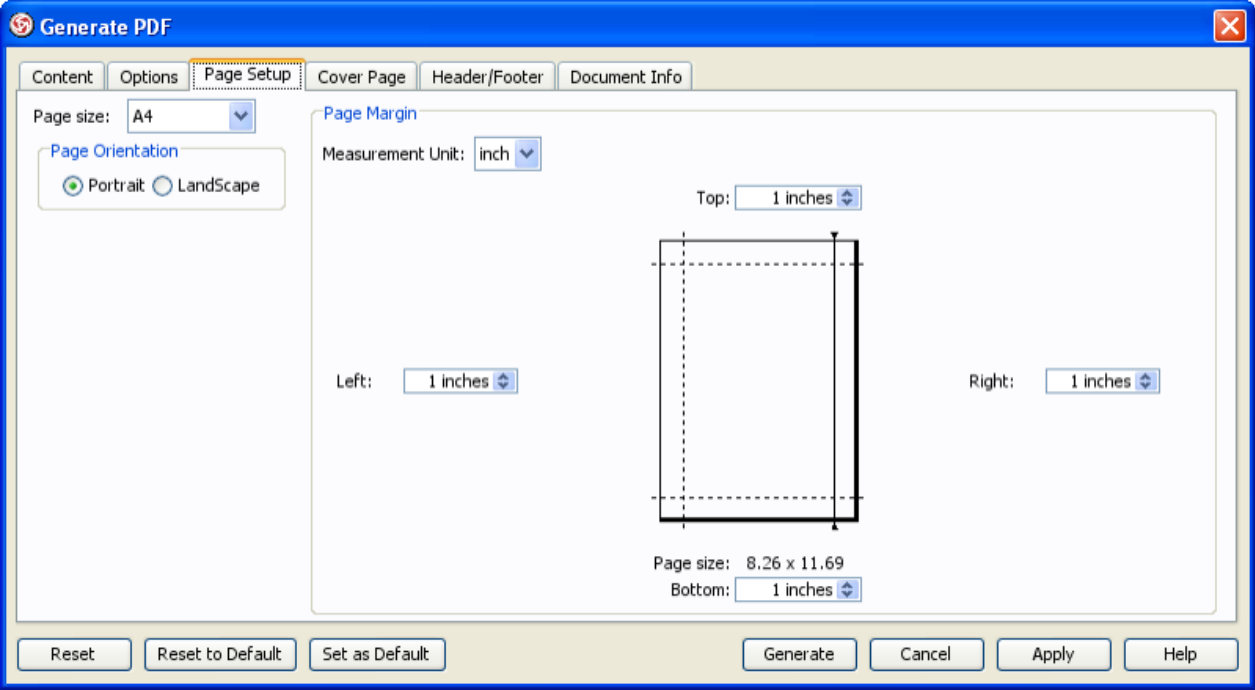 Generate PDF
Content Options Page Setup Cover Page Header/Footer Document Info
Page size: A4
Page Orientation
Portrait LandScape
Page Margin
Measurement Unit: inch
Top: 1 inches
Left: 1 inches
Right: 1 inches
Page size: 8.26 x 11.69
Bottom: 1 inches
Reset Reset to Default Set as Default Generate Cancel Apply Help